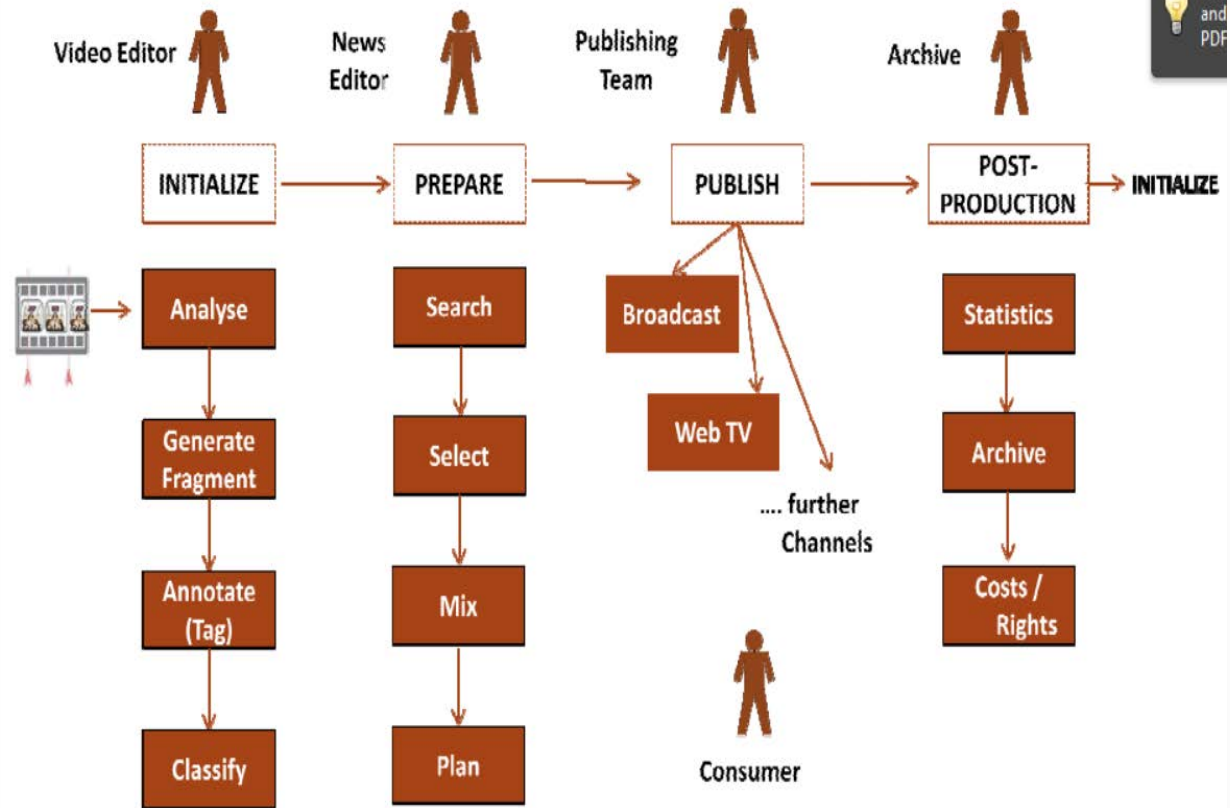 Video Editor
News
Editor
Publishing
Team
Archive
and
PDF
INITIALIZE
PREPARE
PUBLISH
POST-
PRODUCTION
INITIALIZE
Analyse
Generate
Fragment
Annotate
(Tag)
Classify
Search
Select
Mix
Plan
Broadcast
Web TV
.... further
Channels
Statistics
Archive
Costs /
Rights
Consumer